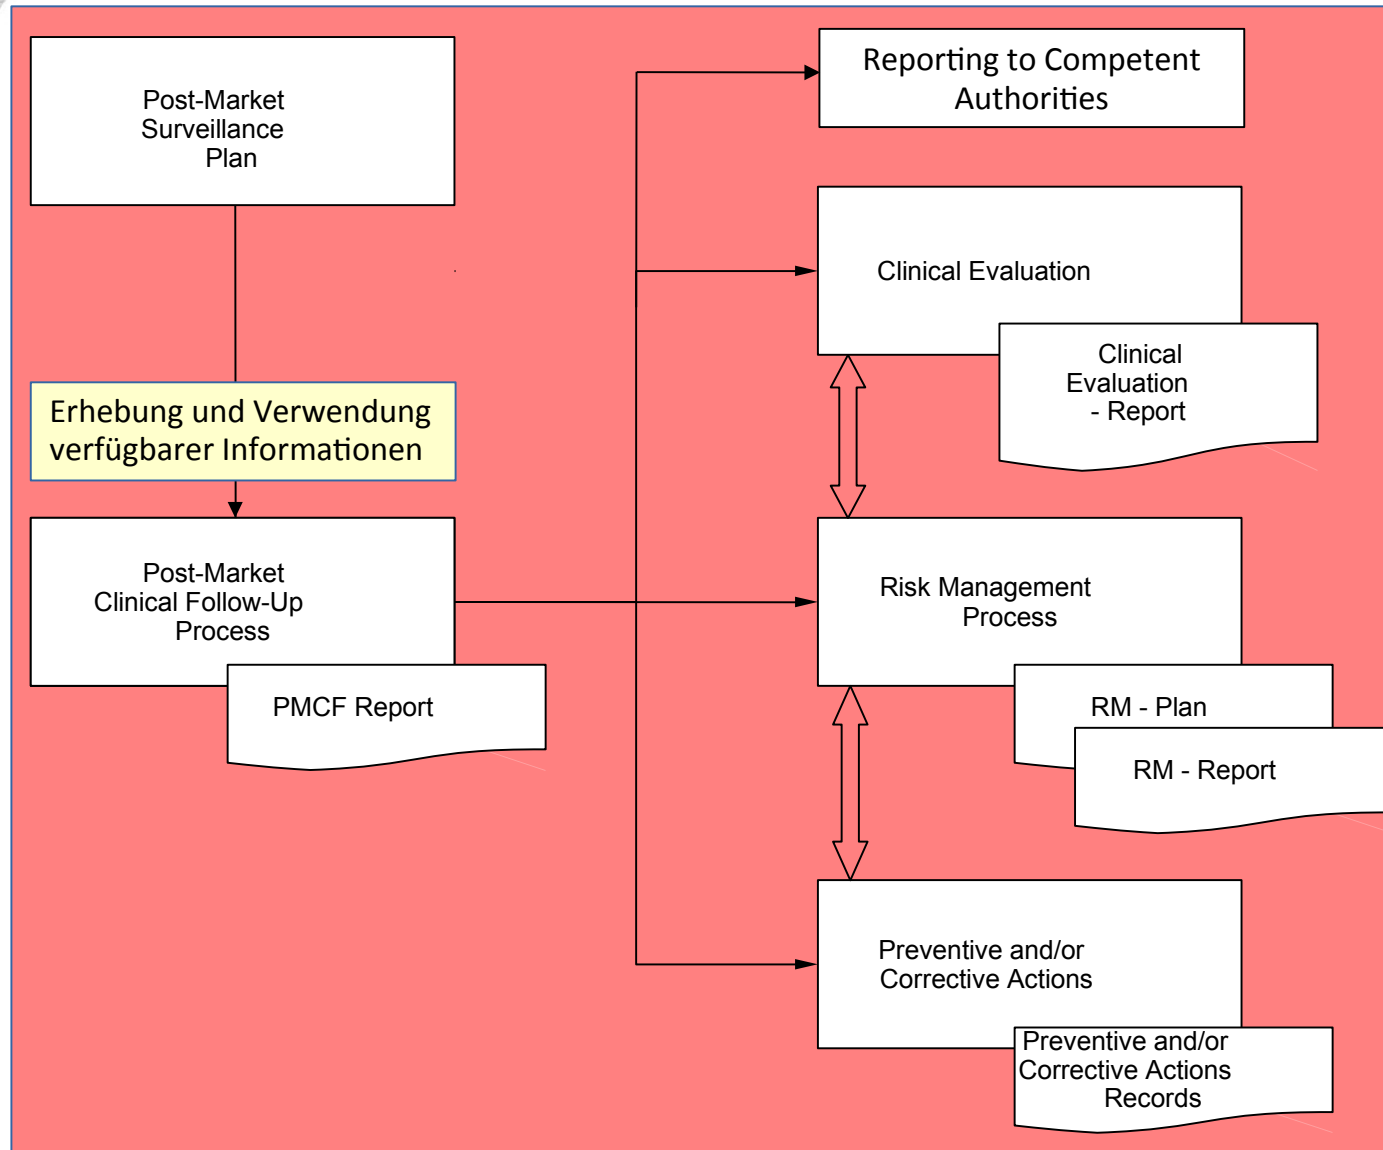 Post-Market
Surveillance
Plan
Erhebung und Verwendung
verfügbarer Informationen
Post-Market
Clinical Follow-Up
Process
PMCF Report
Reporting to Competent
Authorities
Clinical Evaluation
Clinical
Evaluation
- Report
Risk Management
Process
RM - Plan
RM - Report
Preventive and/or
Corrective Actions
Preventive and/or
Corrective Actions
Records